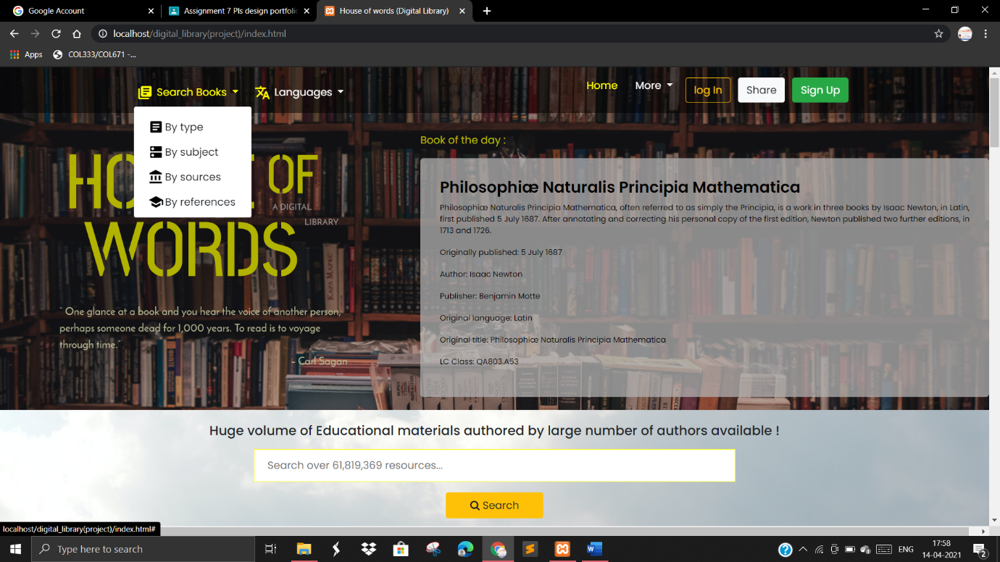 Google Account
Assignment 7 Pls design portfolio
House of words (Digital Library)
localhost/digital_library(project)/index.html
Apps
COL333/COL671 -...
Search Books
Languages
Home
More
log In
Share
Sign Up
By type
By subject
By sources
By references
OF
A DIGITAL
LIBRARY
WORDS
" One glance at a book and you hear the voice of another person,
perhaps someone dead for 1,000 years. To read is to voyage
through time."
- Carl Sagan
Book of the day :
Philosophiæ Naturalis Principia Mathematica
Philosophiæ Naturalis Principia Mathematica, often referred to as simply the Principia, is a work in three books by Isaac Newton, in Latin,
first published 5 July 1687. After annotating and correcting his personal copy of the first edition, Newton published two further editions, in
1713 and 1726.
Originally published: 5 July 1687
Author: Isaac Newton
Publisher: Benjamin Motte
Original language: Latin
Original title: Philosophiæ Naturalis Principia Mathematica
LC Class: QA803.A53
КАРЛ МАРКС
Huge volume of Educational materials authored by large number of authors available !
Search over 61,819,369 resources...
Search
localhost/digital_library(project)/index.html#
Type here to search
ENG
17:58
14-04-2021
2